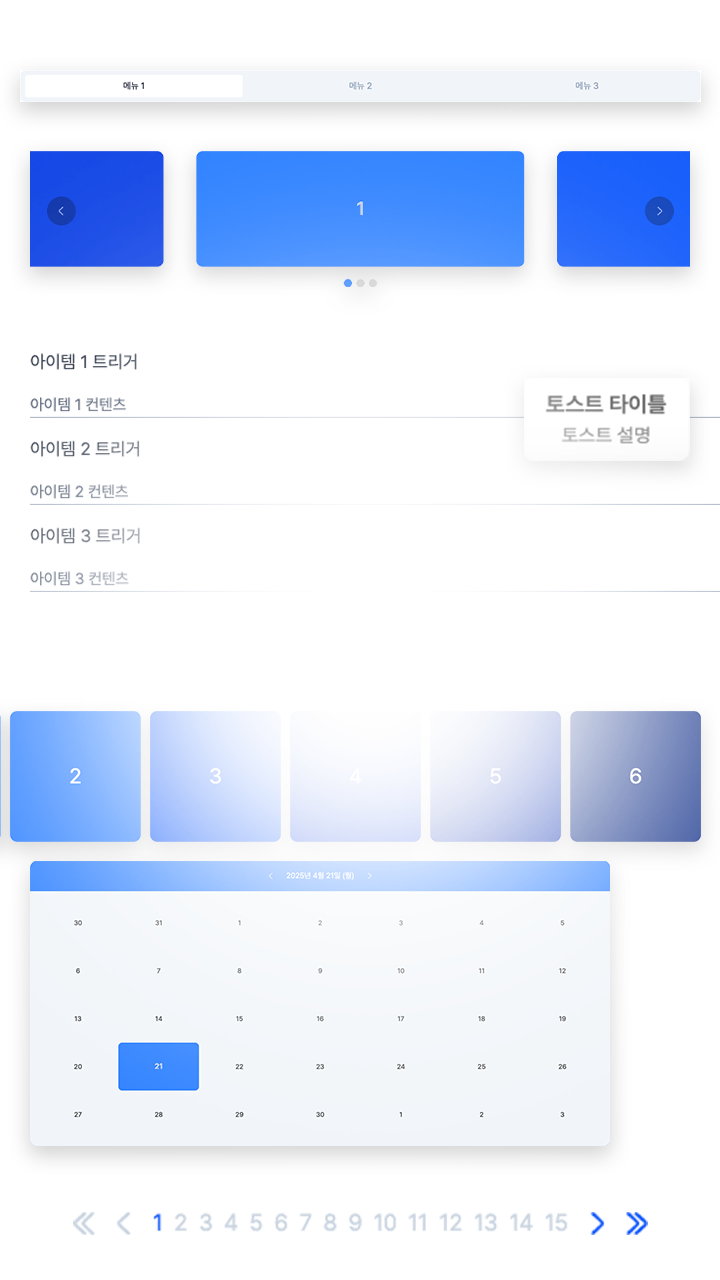 메뉴 1 메뉴 2 메뉴 3
1
아이템 1 트리거
아이템 1 컨텐츠
토스트 타이틀
토스트 설명
아이템 2 트리거
아이템 2 컨텐츠
아이템 3 트리거
아이템 3 컨텐츠
2 3 4 5 6
2025년 4월 21일 (월)
30 31 1 2 3 4 5
6 7 8 9 10 11 12
13 14 15 16 17 18 19
20 21 22 23 24 25 26
27 28 29 30 1 2 3
1 2 3 4 5 6 7 8 9 10 11 12 13 14 15